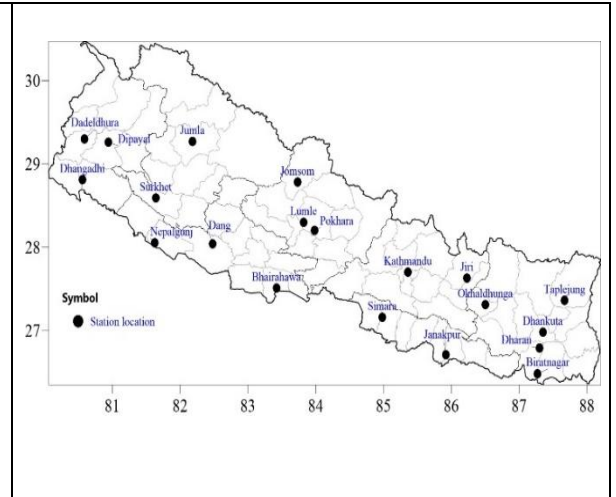 30
Dadeldhura
Dipayal
Jumla
29
Dhangadhi
Jomsom
Surkhet
Lumle
Pokhara
28
Nepalgunj
Dang
Kathmandu
Jiri
Bhairahawa
Okhaldhunga
Taplejung
Symbol
Simara
Dhankuta
Station location
27
Janakpur
Dharan
Biratnagar
81 82 83 84 85 86 87 88